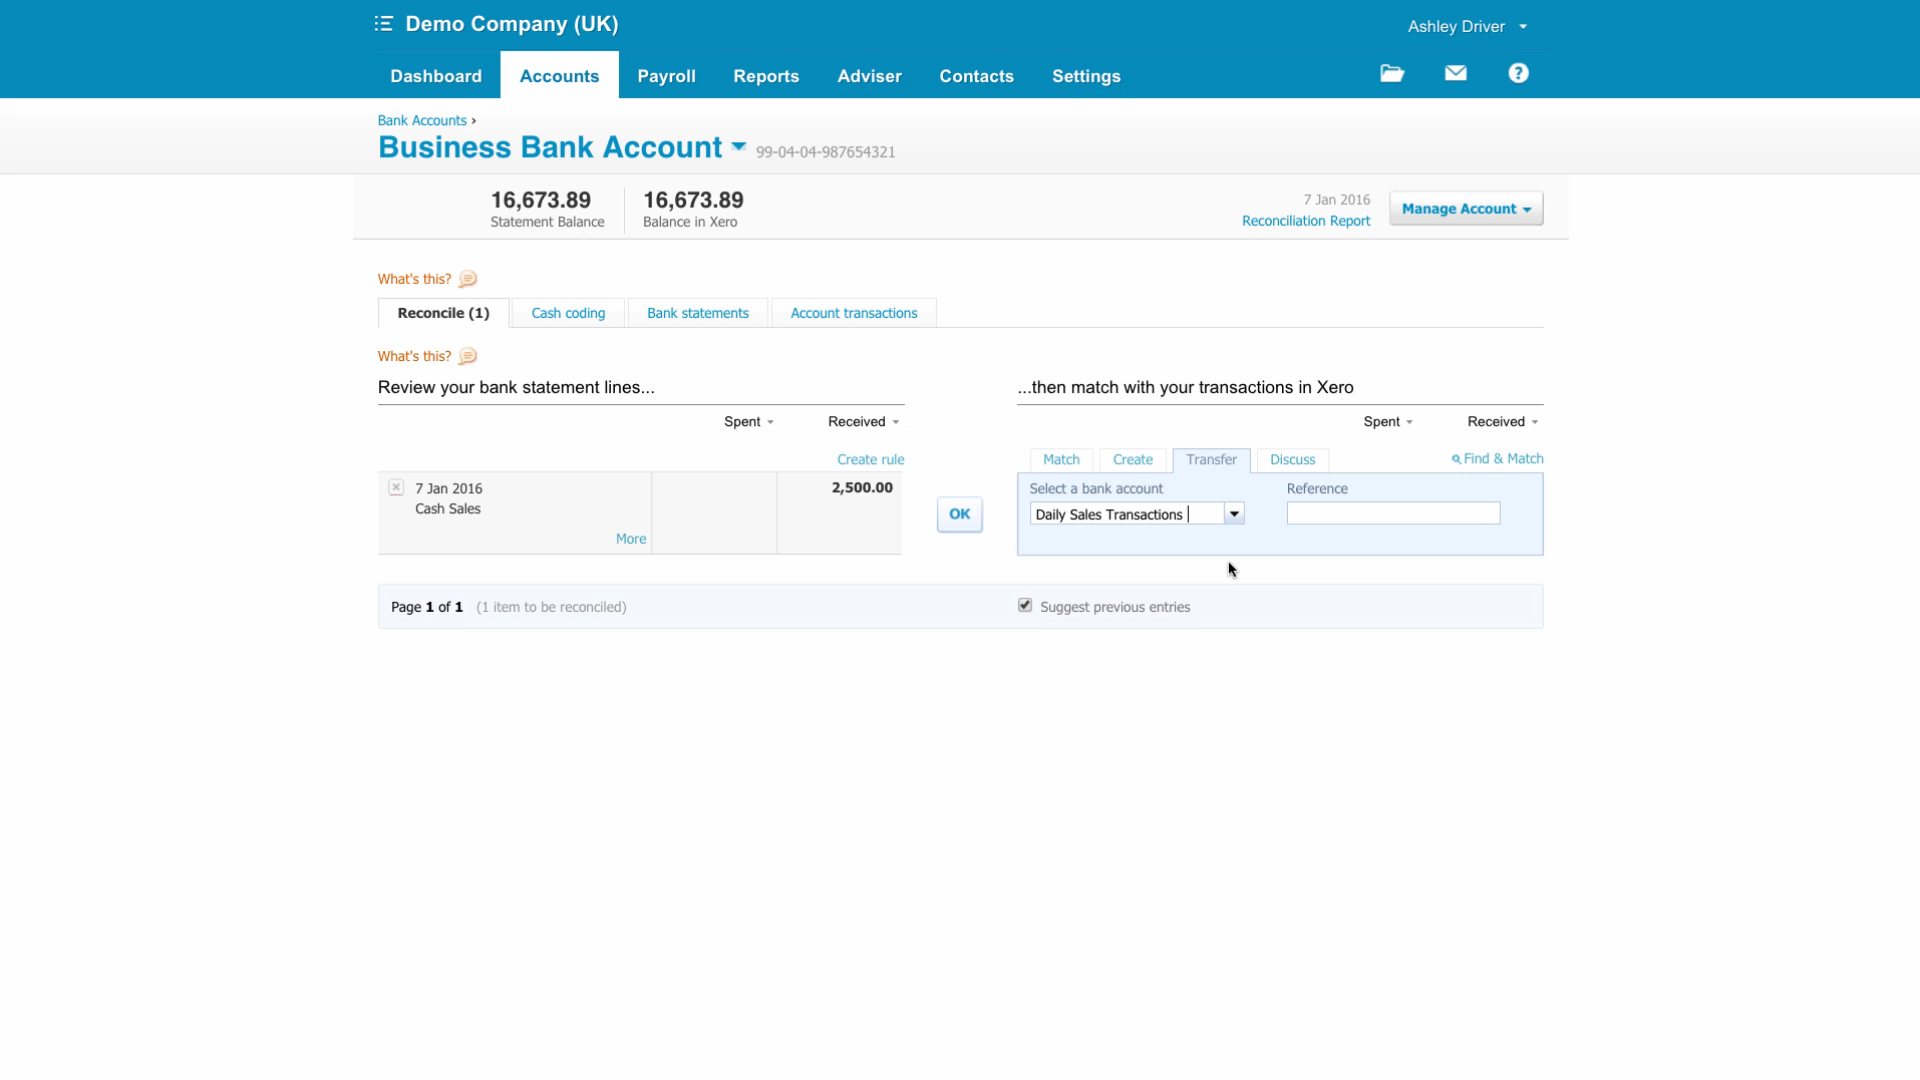 Demo Company (UK)
Ashley Driver
Dashboard Accounts Payroll Reports Adviser Contacts Settings
?
Bank Accounts ›
Business Bank Account 99-04-04-987654321
16,673.89 16,673.89 7 Jan 2016 Manage Account
Statement Balance Balance in Xero Reconciliation Report
What's this?
Reconcile (1) Cash coding Bank statements Account transactions
What's this?
Review your bank statement lines... ...then match with your transactions in Xero
Spent Received Spent Received
Create rule Match Create Transfer Discuss Find & Match
7 Jan 2016 2,500.00 Select a bank account Reference
Cash Sales OK Daily Sales Transactions
More
Page 1 of 1 (1 item to be reconciled) Suggest previous entries